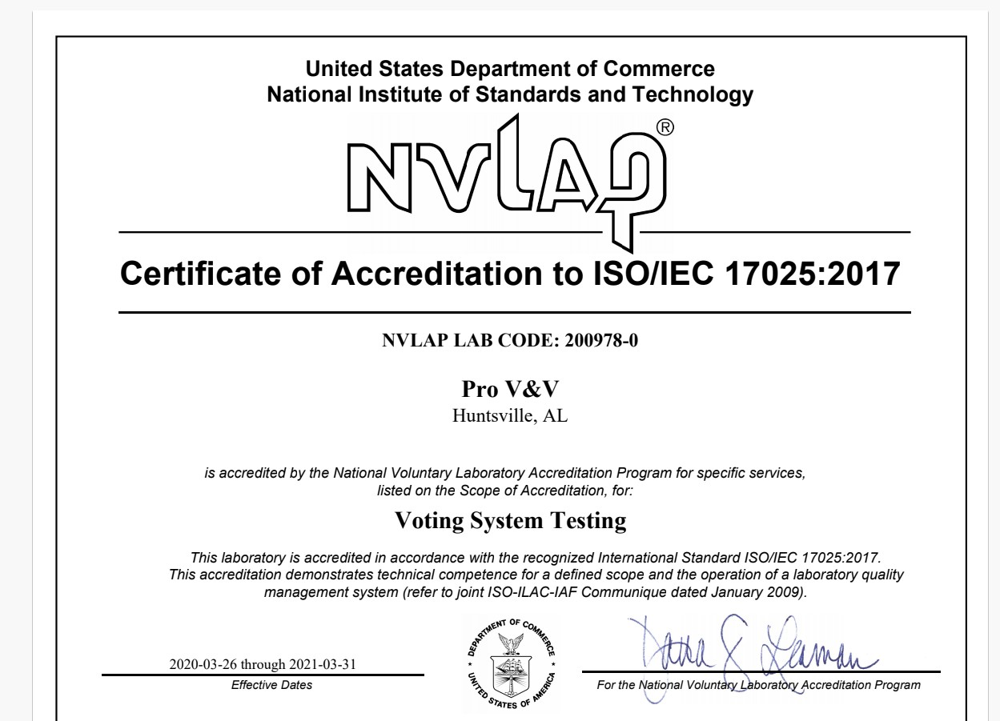 United States Department of Commerce
National Institute of Standards and Technology
NVLAP®
Certificate of Accreditation to ISO/IEC 17025:2017
NVLAP LAB CODE: 200978-0
Pro V&V
Huntsville, AL
is accredited by the National Voluntary Laboratory Accreditation Program for specific services,
listed on the Scope of Accreditation, for:
Voting System Testing
This laboratory is accredited in accordance with the recognized International Standard ISO/IEC 17025:2017.
This accreditation demonstrates technical competence for a defined scope and the operation of a laboratory quality
management system (refer to joint ISO-ILAC-IAF Communique dated January 2009).
2020-03-26 through 2021-03-31
Effective Dates
DEPARTMENT OF COMMERCE
UNITED STATES OF AMERICA
Dana S. Leaman
For the National Voluntary Laboratory Accreditation Program